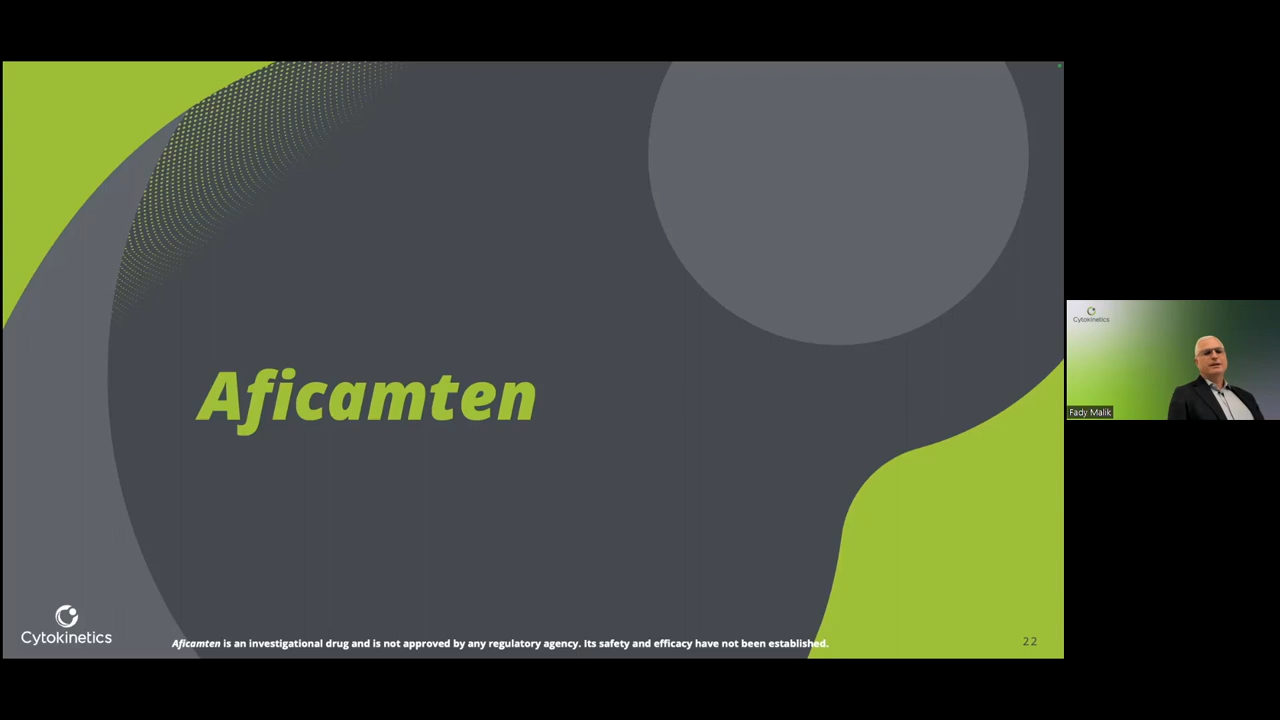 Aficamten
Cytokinetics
Aficamten is an investigational drug and is not approved by any regulatory agency. Its safety and efficacy have not been established.
22
Cytokinetics
Fady Malik